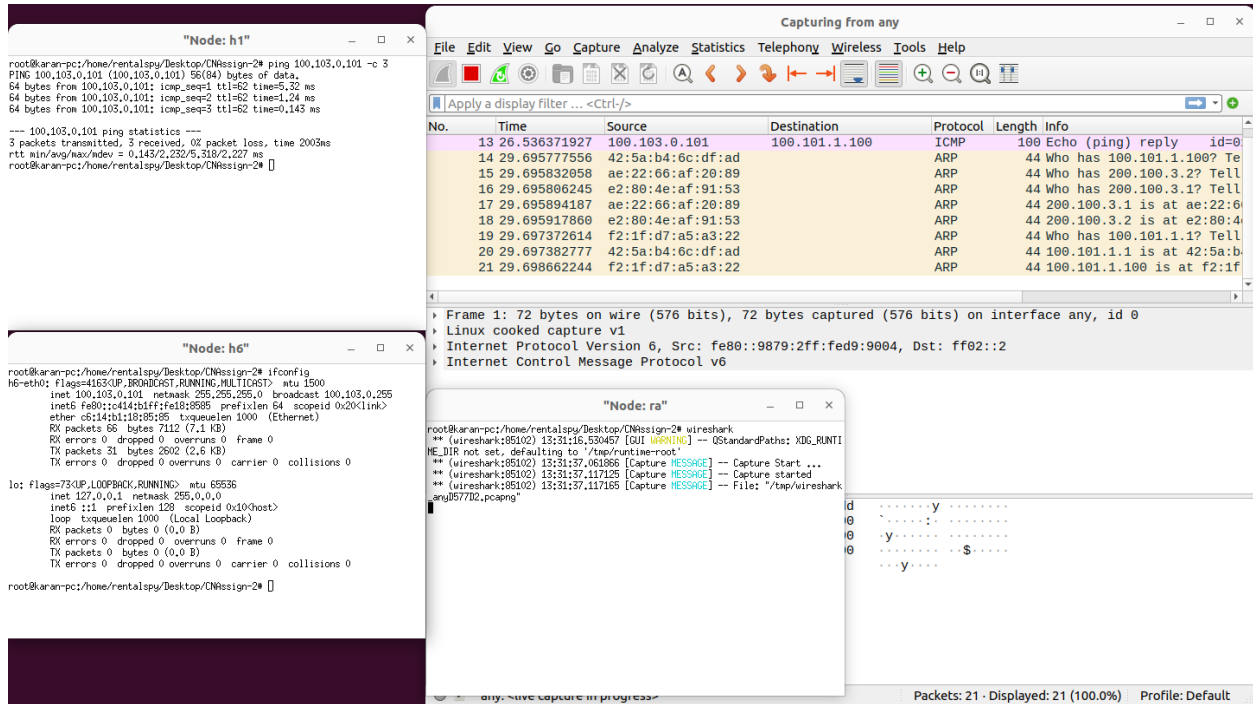 "Node: h1"
root@karan-pc:/home/rentalspy/Desktop/CNAssign-2# ping 100.103.0.101 -c 3
PING 100.103.0.101 (100.103.0.101) 56(84) bytes of data.
64 bytes from 100.103.0.101: icmp_seq=1 ttl=62 time=5.32 ms
64 bytes from 100.103.0.101: icmp_seq=2 ttl=62 time=1.24 ms
64 bytes from 100.103.0.101: icmp_seq=3 ttl=62 time=0.143 ms
--- 100.103.0.101 ping statistics ---
3 packets transmitted, 3 received, 0% packet loss, time 2003ms
rtt min/avg/max/mdev = 0.143/2.232/5.318/2.227 ms
root@karan-pc:/home/rentalspy/Desktop/CNAssign-2#
"Node: h6"
root@karan-pc:/home/rentalspy/Desktop/CNAssign-2# ifconfig
h6-eth0: flags=4163<UP,BROADCAST,RUNNING,MULTICAST> mtu 1500
inet 100.103.0.101 netmask 255.255.255.0 broadcast 100.103.0.255
inet6 fe80::c414:b1ff:fe18:8585 prefixlen 64 scopeid 0x20<link>
ether c6:14:b1:18:85:85 txqueuelen 1000 (Ethernet)
RX packets 66 bytes 7112 (7.1 KB)
RX errors 0 dropped 0 overruns 0 frame 0
TX packets 31 bytes 2602 (2.6 KB)
TX errors 0 dropped 0 overruns 0 carrier 0 collisions 0
lo: flags=73<UP,LOOPBACK,RUNNING> mtu 65536
inet 127.0.0.1 netmask 255.0.0.0
inet6 ::1 prefixlen 128 scopeid 0x10<host>
loop txqueuelen 1000 (Local Loopback)
RX packets 0 bytes 0 (0.0 B)
RX errors 0 dropped 0 overruns 0 frame 0
TX packets 0 bytes 0 (0.0 B)
TX errors 0 dropped 0 overruns 0 carrier 0 collisions 0
root@karan-pc:/home/rentalspy/Desktop/CNAssign-2#
Capturing from any
File Edit View Go Capture Analyze Statistics Telephony Wireless Tools Help
Apply a display filter ... <Ctrl-/>
No. Time Source Destination Protocol Length Info
13 26.536371927 100.103.0.101 100.101.1.100 ICMP 100 Echo (ping) reply id=0
14 29.695777556 42:5a:b4:6c:df:ad ARP 44 Who has 100.101.1.100? Te
15 29.695832058 ae:22:66:af:20:89 ARP 44 Who has 200.100.3.2? Tell
16 29.695806245 e2:80:4e:af:91:53 ARP 44 Who has 200.100.3.1? Tell
17 29.695894187 ae:22:66:af:20:89 ARP 44 200.100.3.1 is at ae:22:6
18 29.695917860 e2:80:4e:af:91:53 ARP 44 200.100.3.2 is at e2:80:4
19 29.697372614 f2:1f:d7:a5:a3:22 ARP 44 Who has 100.101.1.1? Tell
20 29.697382777 42:5a:b4:6c:df:ad ARP 44 100.101.1.1 is at 42:5a:b
21 29.698662244 f2:1f:d7:a5:a3:22 ARP 44 100.101.1.100 is at f2:1f
Frame 1: 72 bytes on wire (576 bits), 72 bytes captured (576 bits) on interface any, id 0
Linux cooked capture v1
Internet Protocol Version 6, Src: fe80::9879:2ff:fed9:9004, Dst: ff02::2
Internet Control Message Protocol v6
"Node: ra"
root@karan-pc:/home/rentalspy/Desktop/CNAssign-2# wireshark
** (wireshark:85102) 13:31:16.530457 [GUI WARNING] -- QStandardPaths: XDG_RUNTI
ME_DIR not set, defaulting to '/tmp/runtime-root'
** (wireshark:85102) 13:31:37.061866 [Capture MESSAGE] -- Capture Start ...
** (wireshark:85102) 13:31:37.117125 [Capture MESSAGE] -- Capture started
** (wireshark:85102) 13:31:37.117165 [Capture MESSAGE] -- File: "/tmp/wireshark
_anyD577D2.pcapng"
d ·······y ········
0 `·····:· ········
0 ·y······ ········
0 ········ ··$·····
···y····
any: <live capture in progress>
Packets: 21 · Displayed: 21 (100.0%) Profile: Default